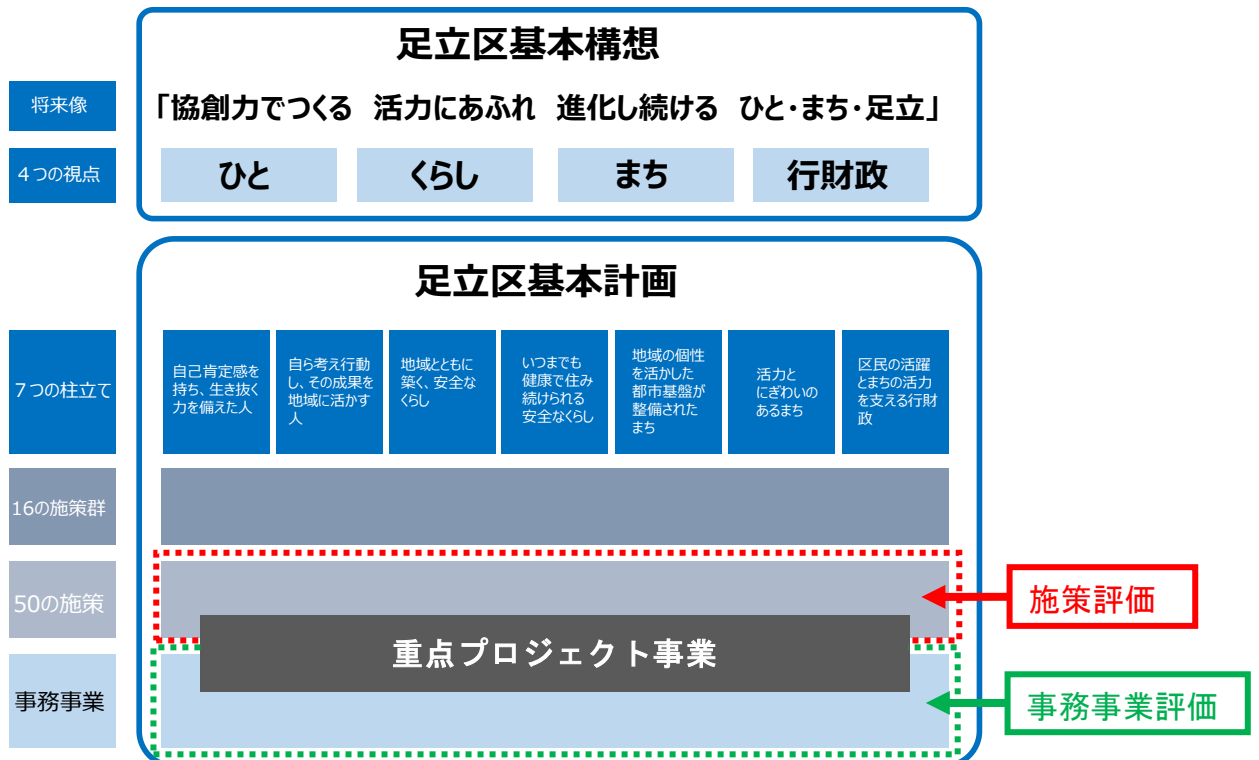 足立区基本構想
将来像
「協創力でつくる 活力にあふれ 進化し続ける ひと・まち・足立」
4つの視点
ひと
くらし
まち
行財政
足立区基本計画
7つの柱立て
自己肯定感を
持ち、生き抜く
力を備えた人
自ら考え行動
し、その成果を
地域に活かす
人
地域とともに
築く、安全な
くらし
いつまでも
健康で住み
続けられる
安全なくらし
地域の個性
を活かした
都市基盤が
整備された
まち
活力と
にぎわいの
あるまち
区民の活躍
とまちの活力
を支える行財
政
16の施策群
50の施策
施策評価
重点プロジェクト事業
事務事業
事務事業評価